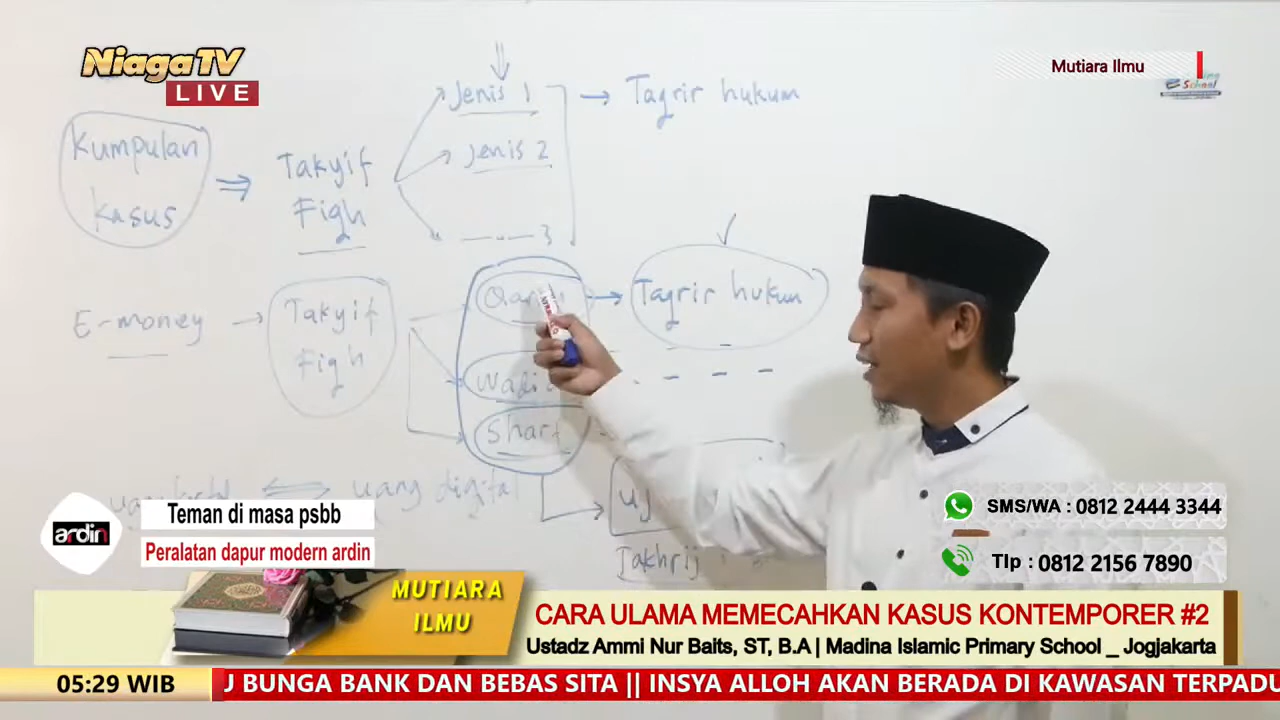 NiagaTV
LIVE
Mutiara Ilmu
School
Jenis 1
Taqrir hukum
Kumpulan
kasus
Takyif
Fiqh
Jenis 2
3
E-money
Takyif
Fiqh
Taqrir hukum
Sharf
uang digital
Takhrij
ardin
Teman di masa psbb
Peralatan dapur modern ardin
SMS/WA : 0812 2444 3344
Tlp : 0812 2156 7890
MUTIARA
ILMU
CARA ULAMA MEMECAHKAN KASUS KONTEMPORER #2
Ustadz Ammi Nur Baits, ST, B.A | Madina Islamic Primary School _ Jogjakarta
05:29 WIB
U BUNGA BANK DAN BEBAS SITA || INSYA ALLOH AKAN BERADA DI KAWASAN TERPADU